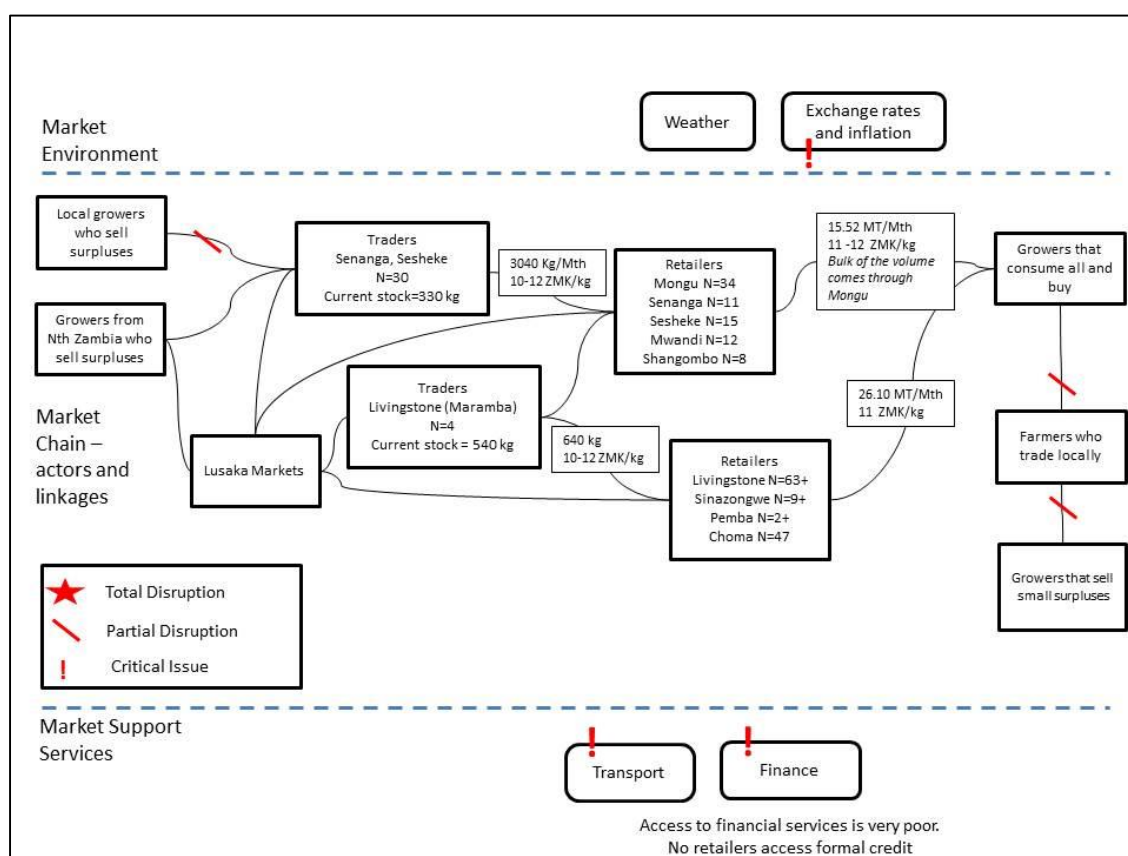 Market
Environment
Weather
Exchange rates
and inflation
Local growers
who sell
surpluses
Growers from
Nth Zambia who
sell surpluses
Traders
Senanga, Sesheke
N=30
Current stock=330 kg
3040 Kg/Mth
10-12 ZMK/kg
Retailers
Mongu N=34
Senanga N=11
Sesheke N=15
Mwandi N=12
Shangombo N=8
15.52 MT/Mth
11 -12 ZMK/kg
Bulk of the volume
comes through
Mongu
Growers that
consume all and
buy
Market
Chain –
actors and
linkages
Lusaka Markets
Traders
Livingstone (Maramba)
N=4
Current stock = 540 kg
640 kg
10-12 ZMK/kg
Retailers
Livingstone N=63+
Sinazongwe N=9+
Pemba N=2+
Choma N=47
26.10 MT/Mth
11 ZMK/kg
Farmers who
trade locally
Growers that sell
small surpluses
Total Disruption
Partial Disruption
! Critical Issue
Market Support
Services
Transport
Finance
Access to financial services is very poor.
No retailers access formal credit